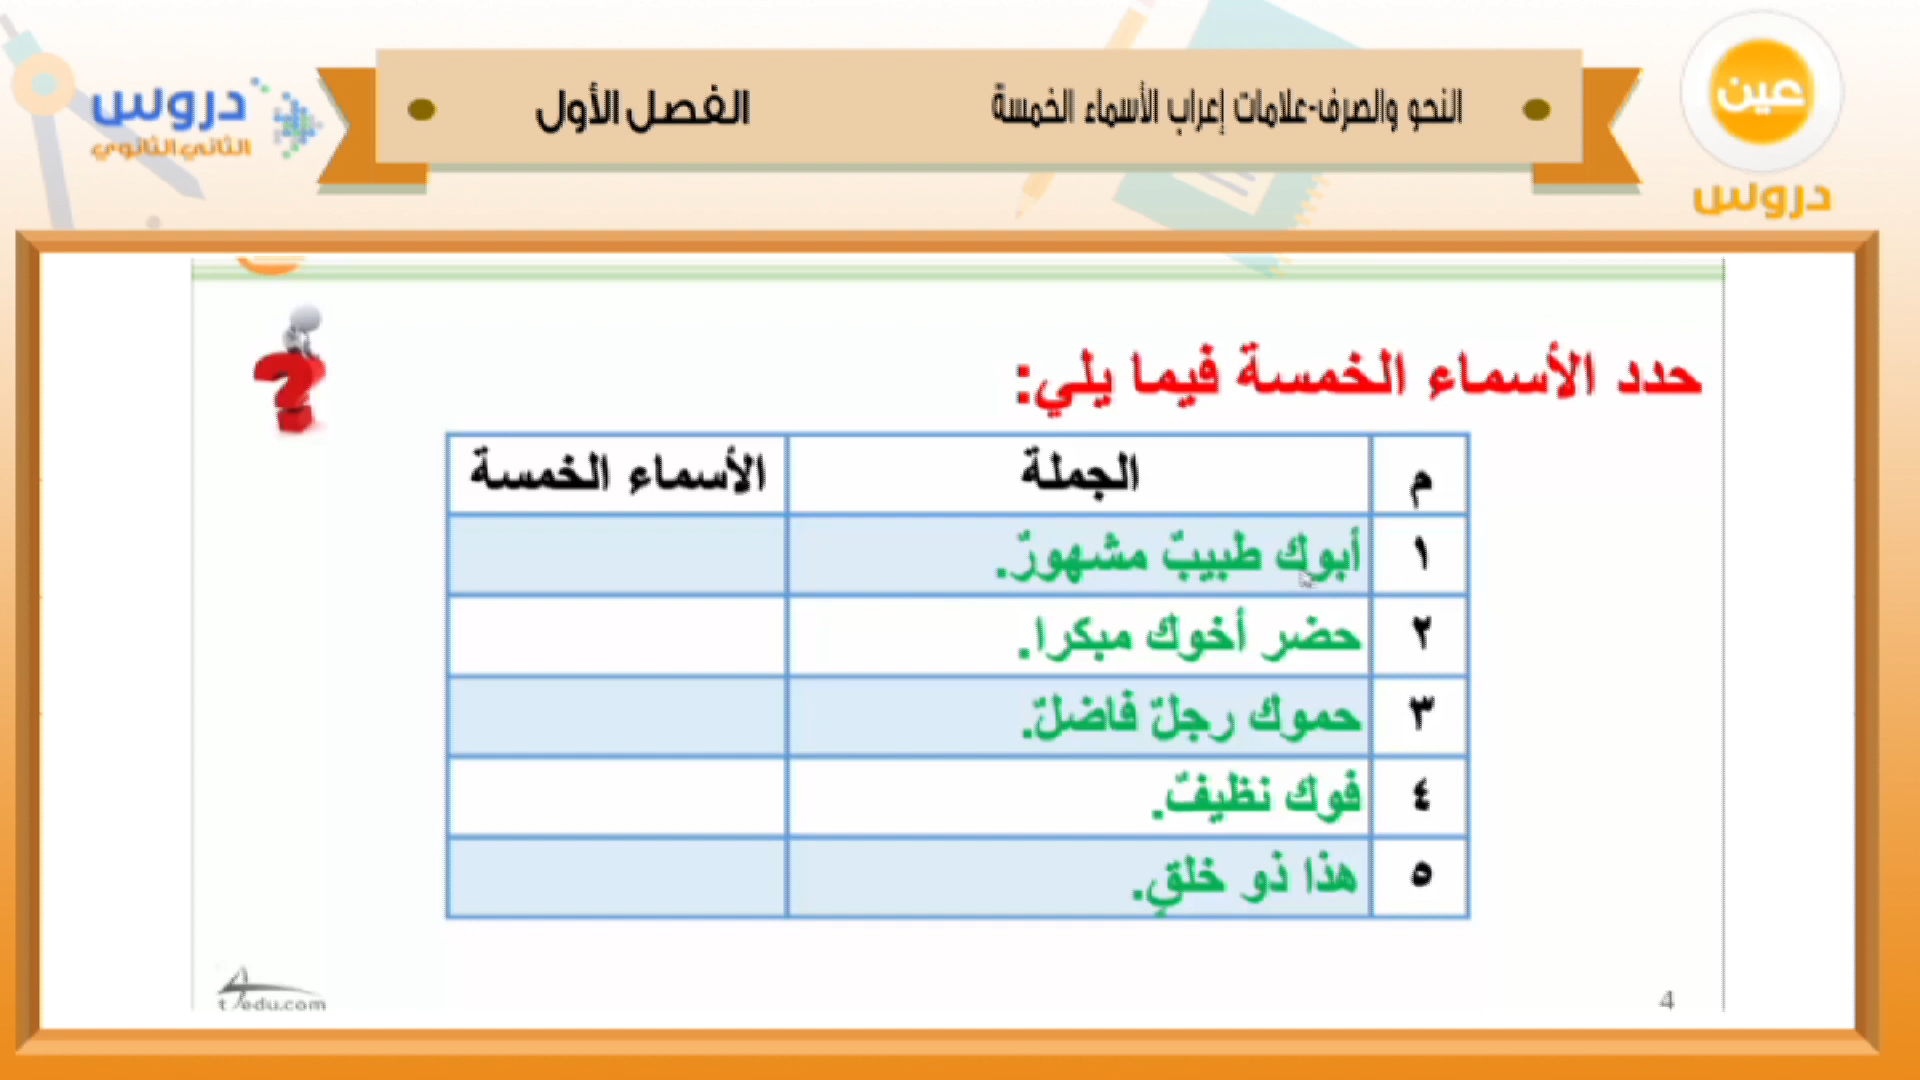 عين
دروس
النحو والصرف-علامات إعراب الأسماء الخمسة
الفصل الأول
دروس
الثاني الثانوي
حدد الأسماء الخمسة فيما يلي:
م الجملة الأسماء الخمسة
١ أبوك طبيبٌ مشهورٌ.
٢ حضر أخوك مبكرا.
٣ حموك رجلٌ فاضلٌ.
٤ فوك نظيفٌ.
٥ هذا ذو خلقٍ.
t4edu.com
4